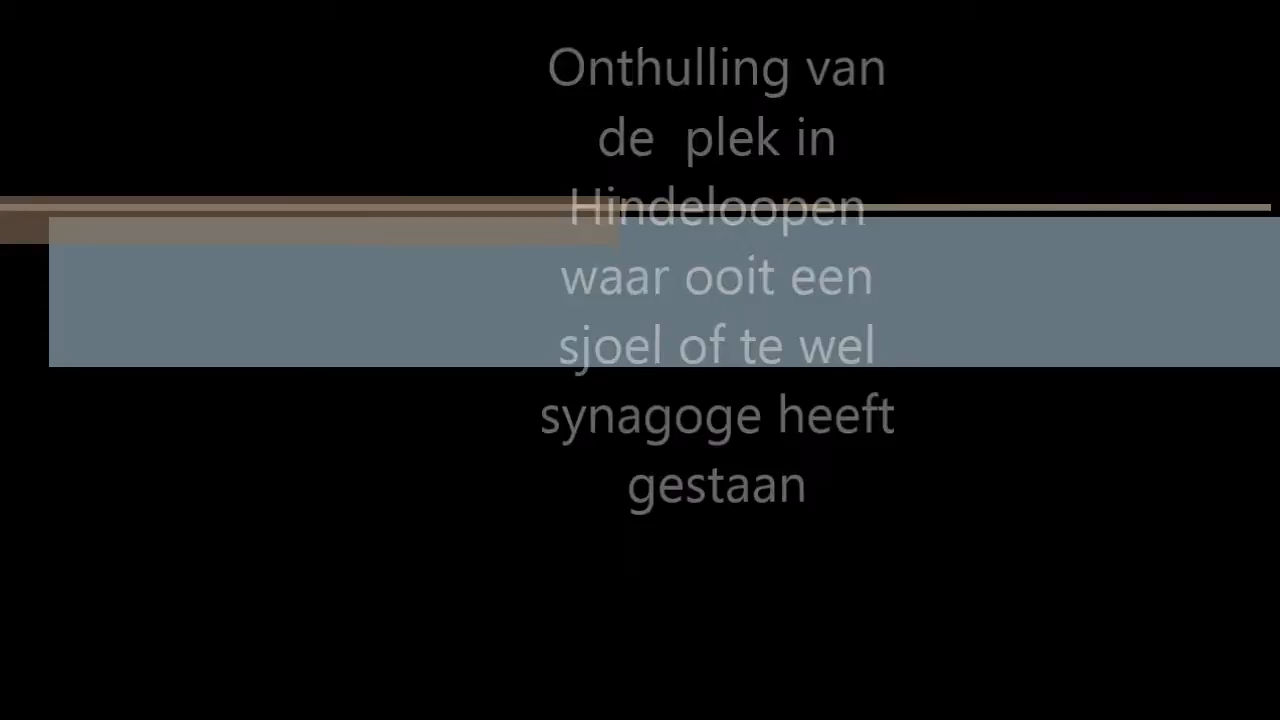 Onthulling van
de  plek in
Hindeloopen
waar ooit een
sjoel of te wel
synagoge heeft
gestaan